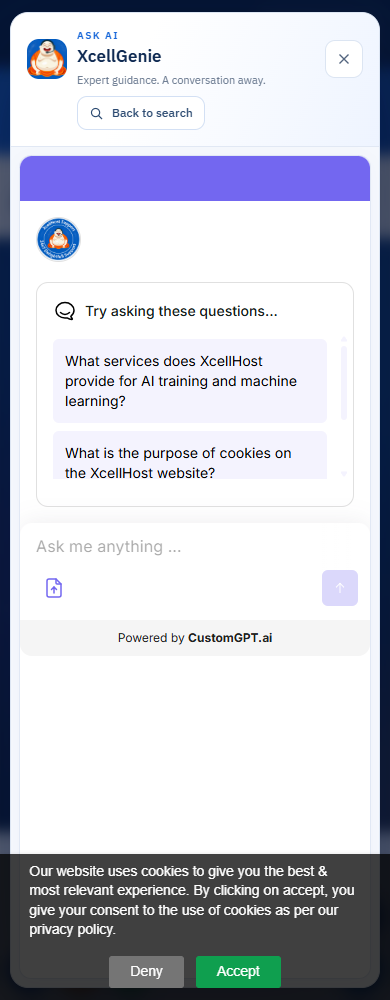 ASK AI
XcellGenie
Expert guidance. A conversation away.
Back to search
Try asking these questions...
What services does XcellHost
provide for AI training and machine
learning?
What is the purpose of cookies on
the XcellHost website?
Ask me anything ...
Powered by CustomGPT.ai
Our website uses cookies to give you the best &
most relevant experience. By clicking on accept, you
give your consent to the use of cookies as per our
privacy policy.
Deny
Accept